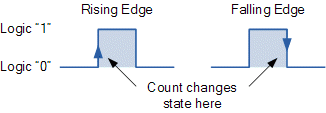 Rising Edge
Falling Edge
Logic “1”
Logic “0”
Count changes
state here